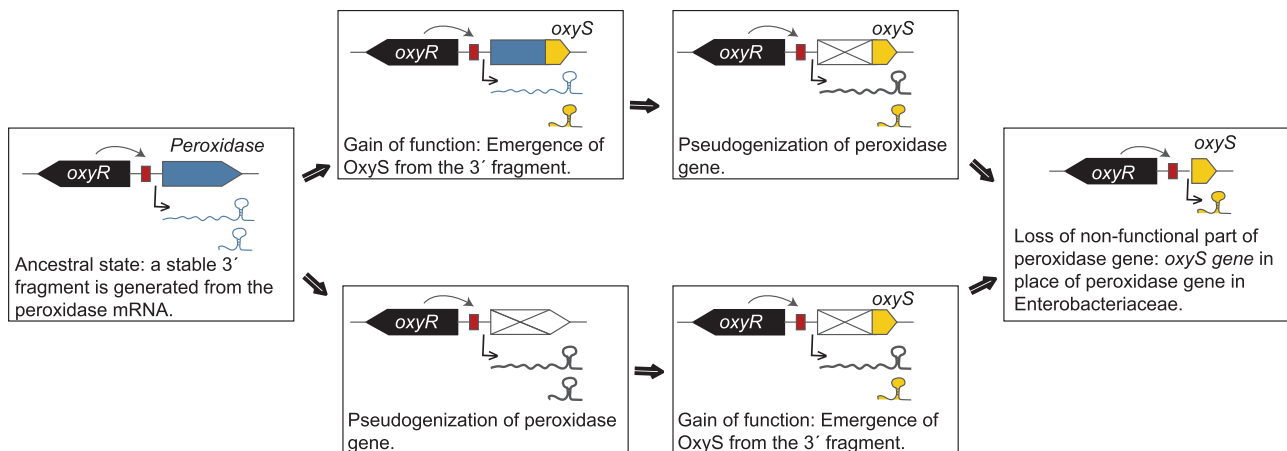 Peroxidase
oxyR
Ancestral state: a stable 3´
fragment is generated from the
peroxidase mRNA.
oxyS
oxyR
Gain of function: Emergence of
OxyS from the 3´ fragment.
oxyS
oxyR
Pseudogenization of peroxidase
gene.
oxyR
Pseudogenization of peroxidase
gene.
oxyS
oxyR
Gain of function: Emergence of
OxyS from the 3´ fragment.
oxyS
oxyR
Loss of non-functional part of
peroxidase gene: oxyS gene in
place of peroxidase gene in
Enterobacteriaceae.